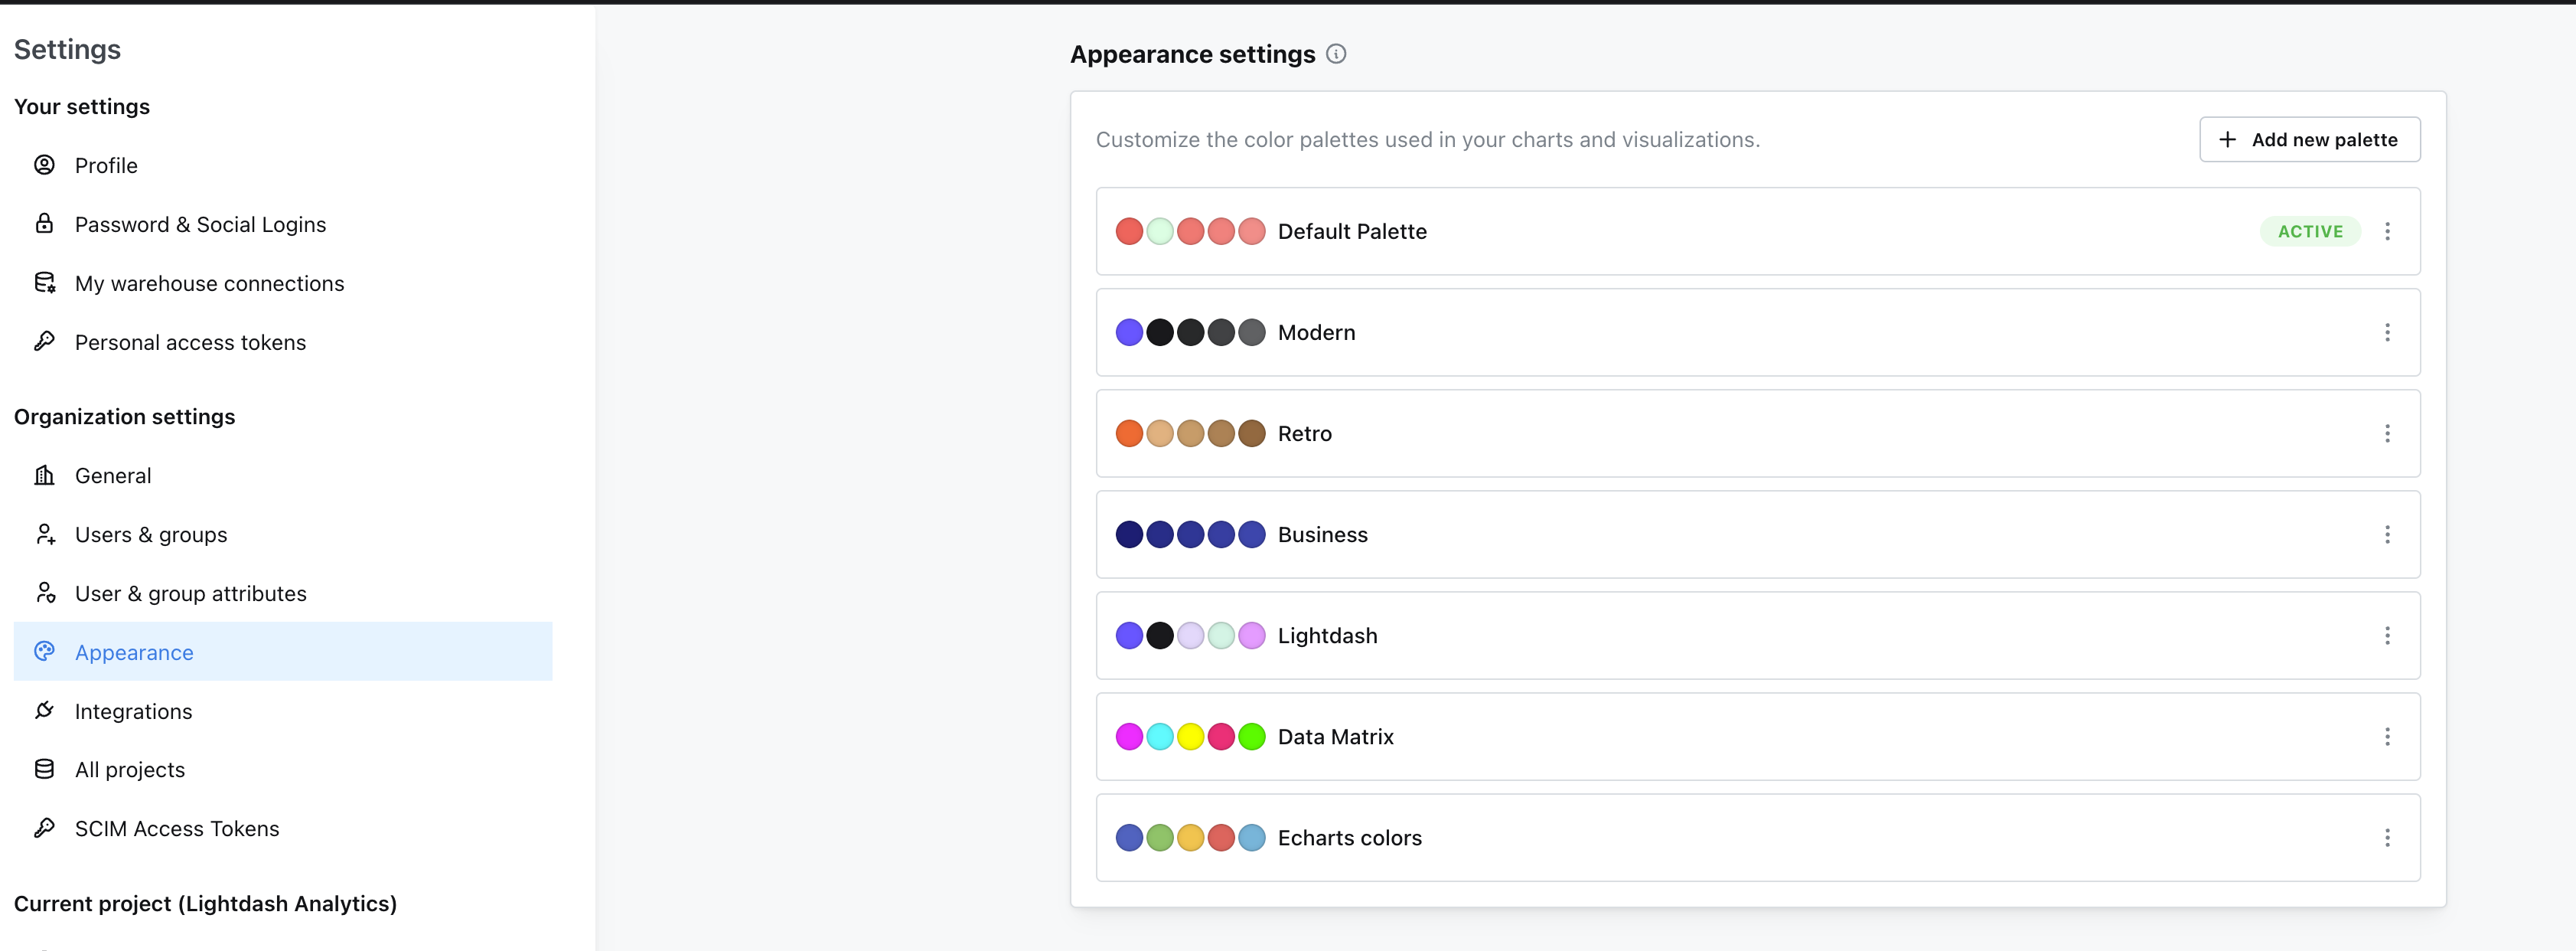 Settings
Your settings
Profile
Password & Social Logins
My warehouse connections
Personal access tokens
Organization settings
General
Users & groups
User & group attributes
Appearance
Integrations
All projects
SCIM Access Tokens
Current project (Lightdash Analytics)
Appearance settings
Customize the color palettes used in your charts and visualizations.
Add new palette
Default Palette
ACTIVE
Modern
Retro
Business
Lightdash
Data Matrix
Echarts colors